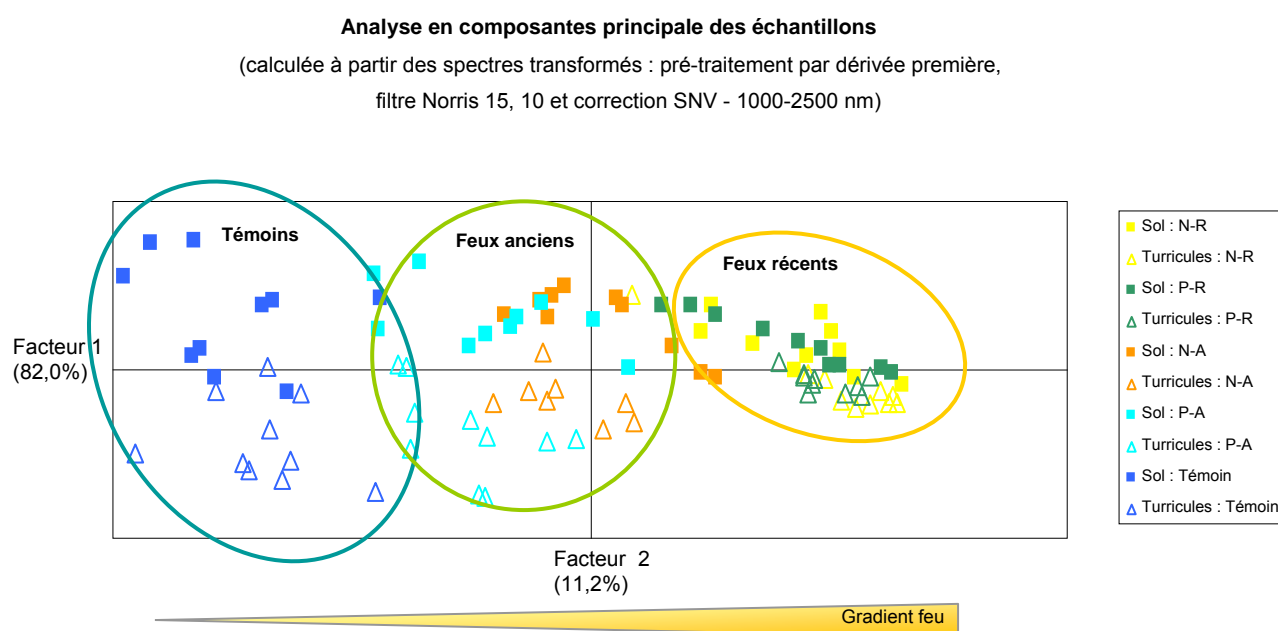 Analyse en composantes principale des échantillons
(calculée à partir des spectres transformés : pré-traitement par dérivée première,
filtre Norris 15, 10 et correction SNV - 1000-2500 nm)
Témoins
Feux anciens
Feux récents
Facteur 1
(82,0%)
Facteur 2
(11,2%)
Gradient feu
Sol : N-R
Turricules : N-R
Sol : P-R
Turricules : P-R
Sol : N-A
Turricules : N-A
Sol : P-A
Turricules : P-A
Sol : Témoin
Turricules : Témoin